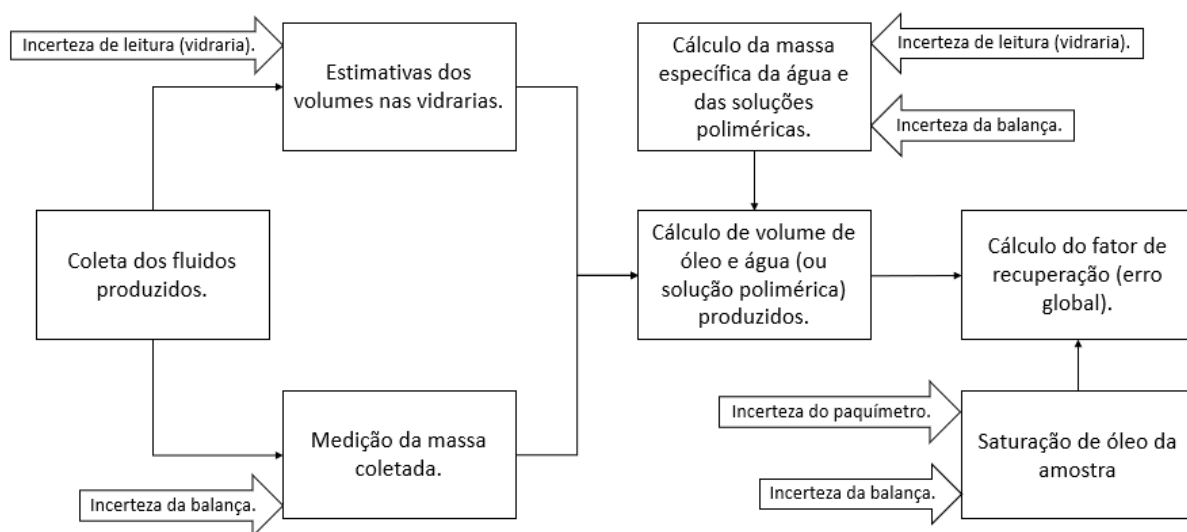 Incerteza de leitura (vidraria).
Estimativas dos
volumes nas vidrarias.
Cálculo da massa
específica da água e
das soluções
poliméricas.
Incerteza de leitura (vidraria).
Incerteza da balança.
Coleta dos fluidos
produzidos.
Cálculo de volume de
óleo e água (ou
solução polimérica)
produzidos.
Cálculo do fator de
recuperação (erro
global).
Medição da massa
coletada.
Incerteza da balança.
Incerteza do paquímetro.
Incerteza da balança.
Saturação de óleo da
amostra